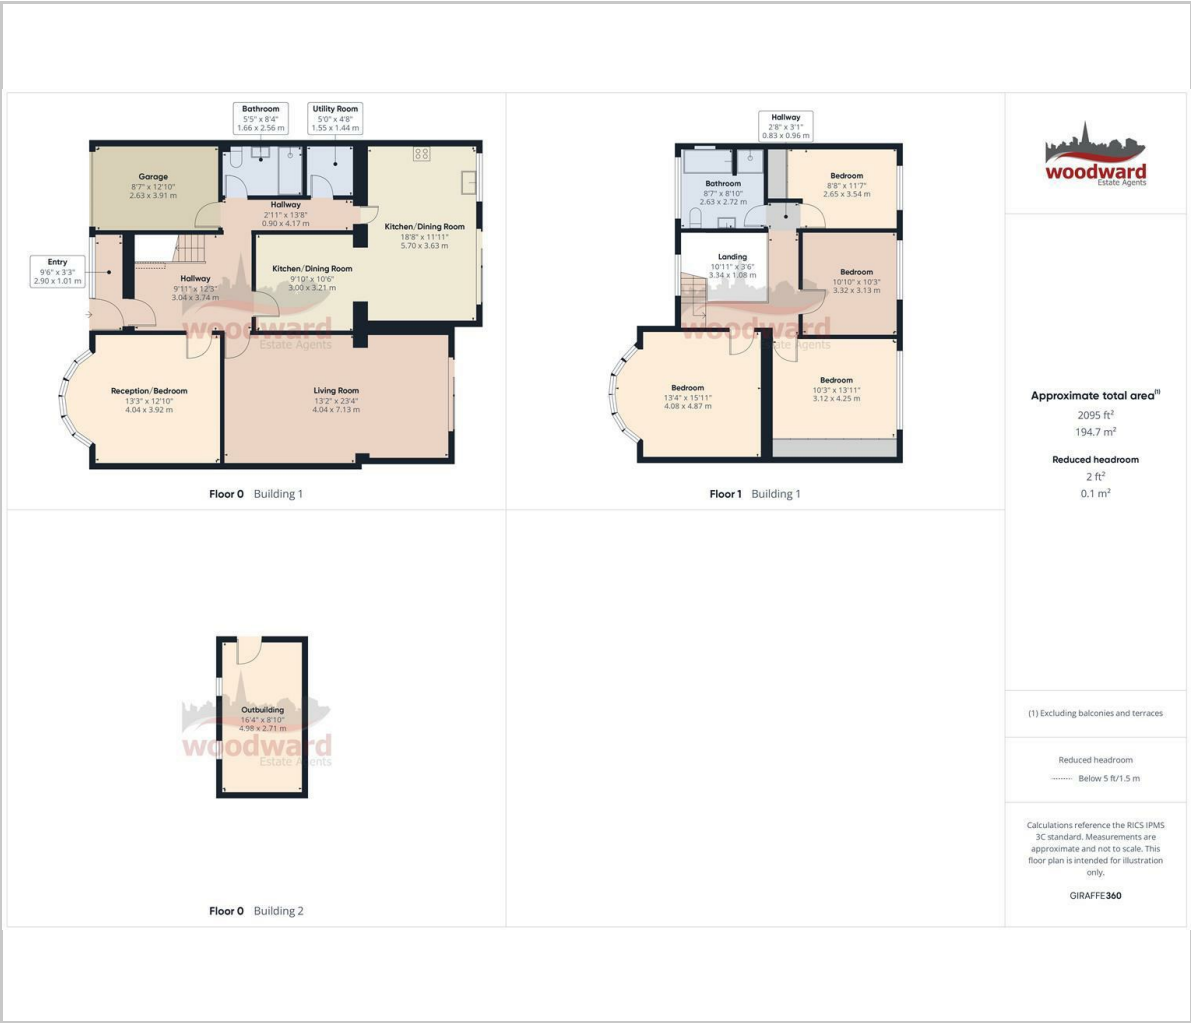 Bathroom
5'5" x 8'4"
1.66 x 2.56 m
Utility Room
5'0" x 4'8"
1.55 x 1.44 m
Garage
8'7" x 12'10"
2.63 x 3.91 m
Hallway
2'11" x 13'8"
0.90 x 4.17 m
Kitchen/Dining Room
18'8" x 11'11"
5.70 x 3.63 m
Entry
9'6" x 3'3"
2.90 x 1.01 m
Hallway
9'11" x 12'3"
3.04 x 3.74 m
Kitchen/Dining Room
9'10" x 10'6"
3.00 x 3.21 m
woodward
Estate Agents
Reception/Bedroom
13'3" x 12'10"
4.04 x 3.92 m
Living Room
13'2" x 23'4"
4.04 x 7.13 m
Floor 0 Building 1
Hallway
2'8" x 3'1"
0.83 x 0.96 m
Bathroom
8'7" x 8'10"
2.63 x 2.72 m
Bedroom
8'8" x 11'7"
2.65 x 3.54 m
Landing
10'11" x 3'6"
3.34 x 1.08 m
Bedroom
10'10" x 10'3"
3.32 x 3.13 m
woodward
Estate Agents
Bedroom
13'4" x 15'11"
4.08 x 4.87 m
Bedroom
10'3" x 13'11"
3.12 x 4.25 m
Floor 1 Building 1
Outbuilding
16'4" x 8'10"
4.98 x 2.71 m
woodward
Estate Agents
Floor 0 Building 2
woodward
Estate Agents
Approximate total area(1)
2095 ft²
194.7 m²
Reduced headroom
2 ft²
0.1 m²
(1) Excluding balconies and terraces
Reduced headroom
Below 5 ft/1.5 m
Calculations reference the RICS IPMS
3C standard. Measurements are
approximate and not to scale. This
floor plan is intended for illustration
only.
GIRAFFE360